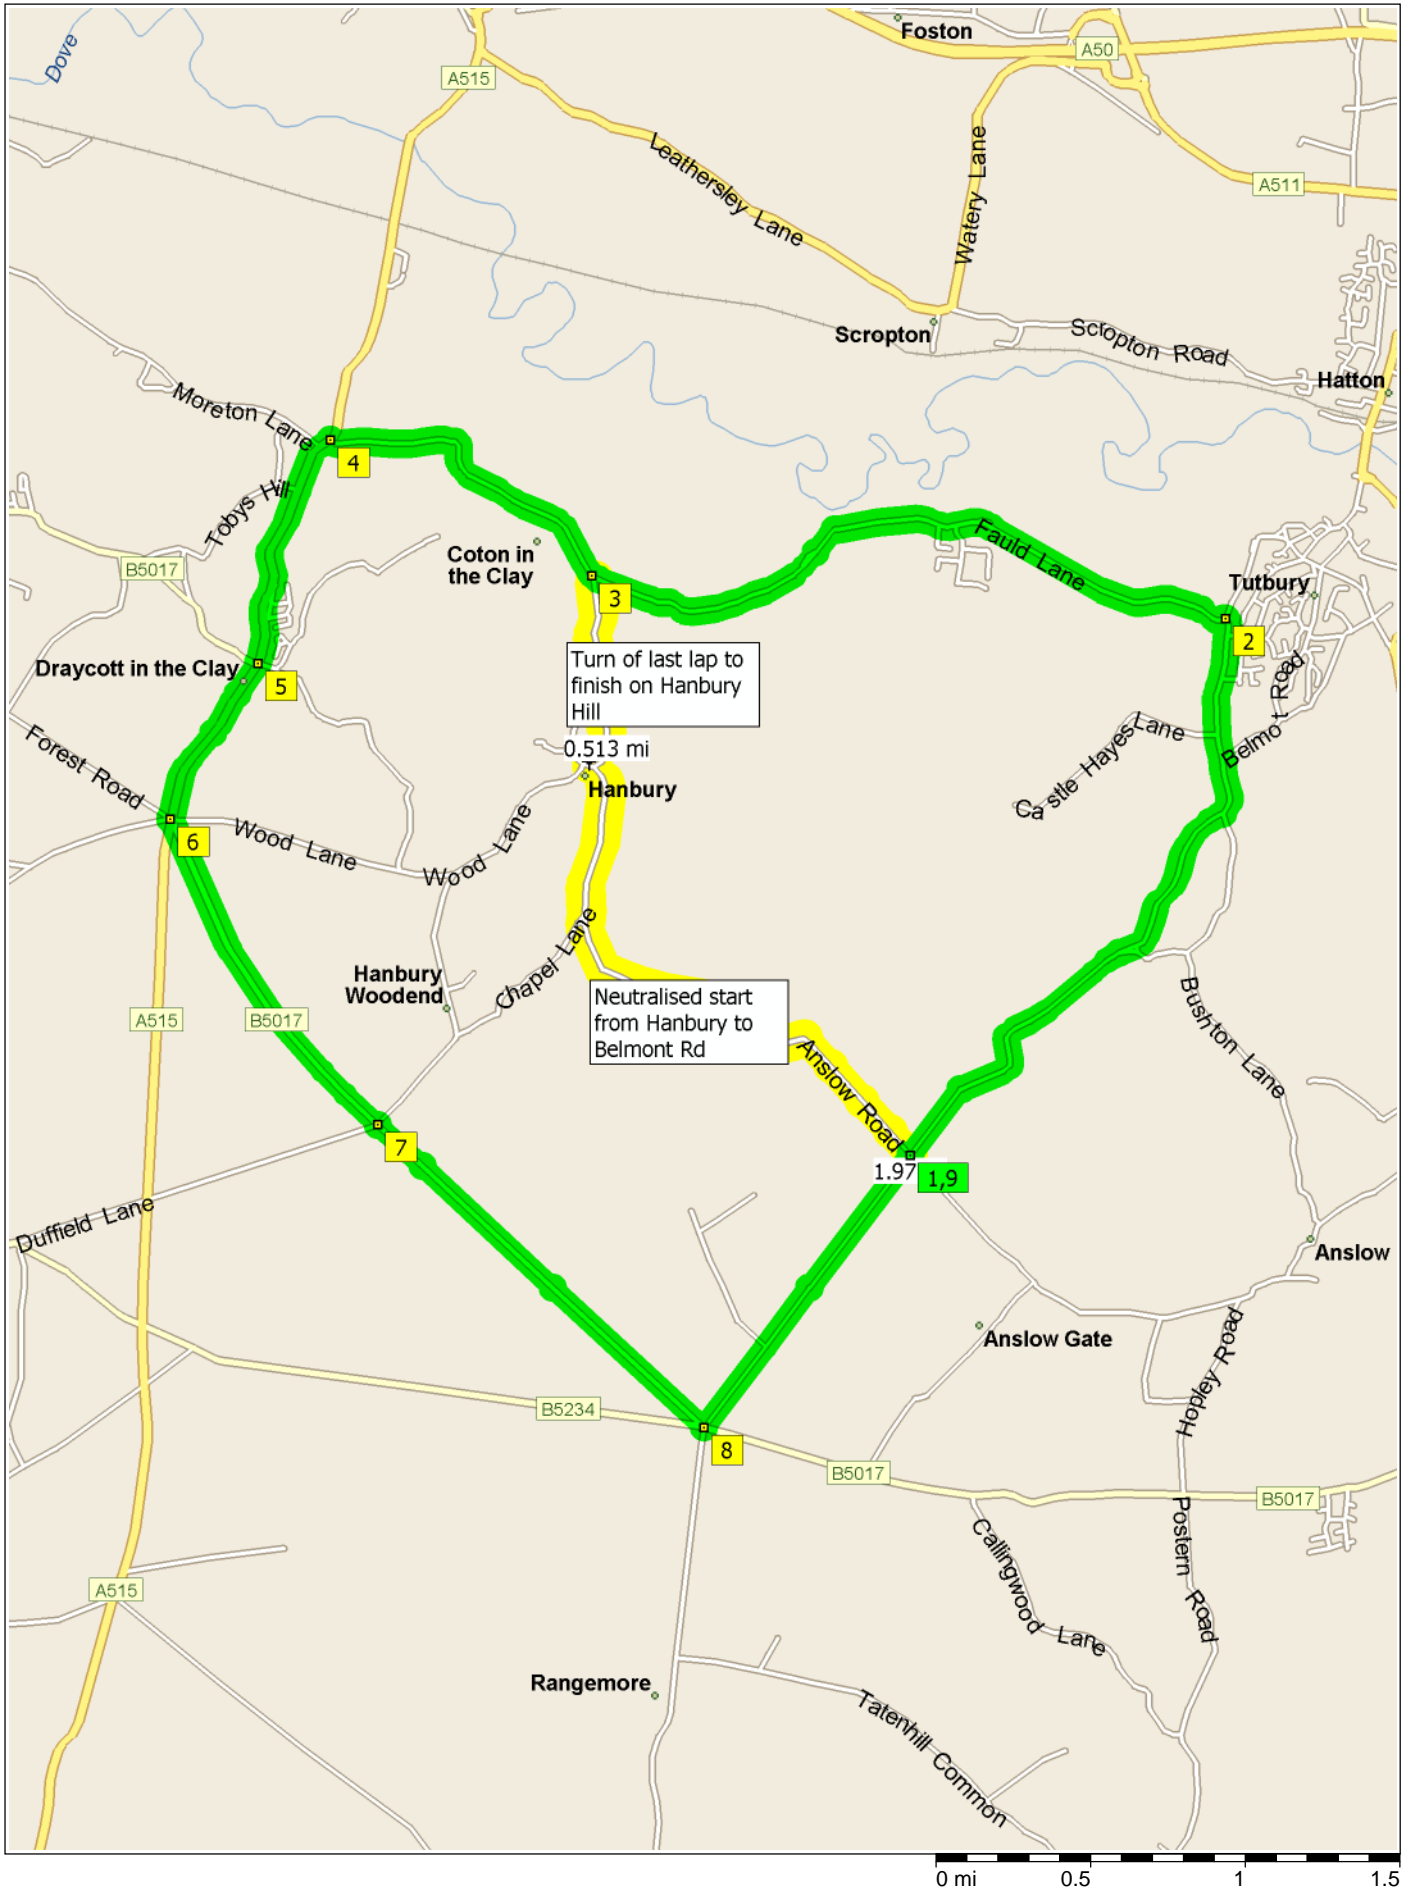 Foston
Dove
A50
A515
Leathersley Lane
Watery Lane
A511
Scropton
Scropton Road
Hatton
Moreton Lane
4
Tobys Hill
Fauld Lane
Coton in
the Clay
B5017
Tutbury
3
2
Turn of last lap to
finish on Hanbury
Hill
Draycott in the Clay
5
Belmont Road
Castle Hayes Lane
Forest Road
0.513 mi
Hanbury
6
Wood Lane
Wood Lane
Chapel Lane
Hanbury
Woodend
Neutralised start
from Hanbury to
Belmont Rd
Bushton Lane
A515
B5017
Anslow Road
7
1.97
1,9
Duffield Lane
Anslow
Anslow Gate
Hopley Road
B5234
8
B5017
B5017
Callingwood Lane
Postern Road
A515
Rangemore
Tatenhill Common
0 mi
0.5
1
1.5